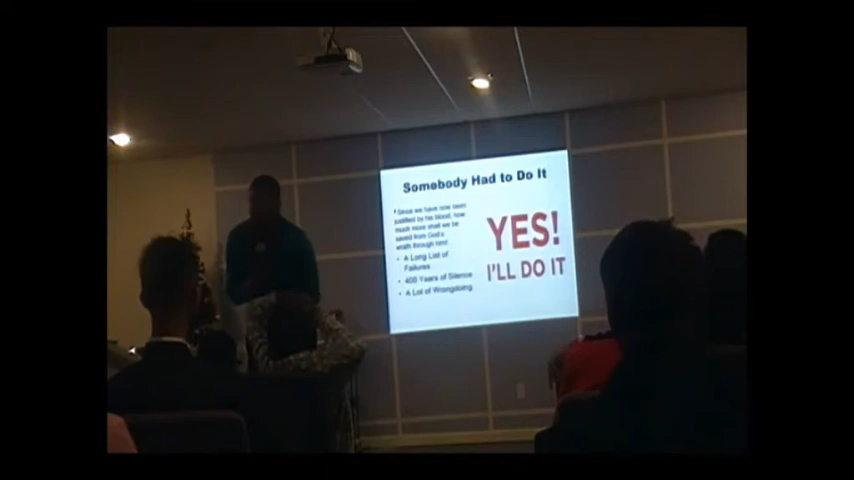 Somebody Had to Do It
"Since we have now been
justified by his blood, how
much more shall we be
saved from God's
wrath through him!
• A Long List of
Failures
• 400 Years of Silence
• A Lot of Wrongdoing
YES!
I'LL DO IT